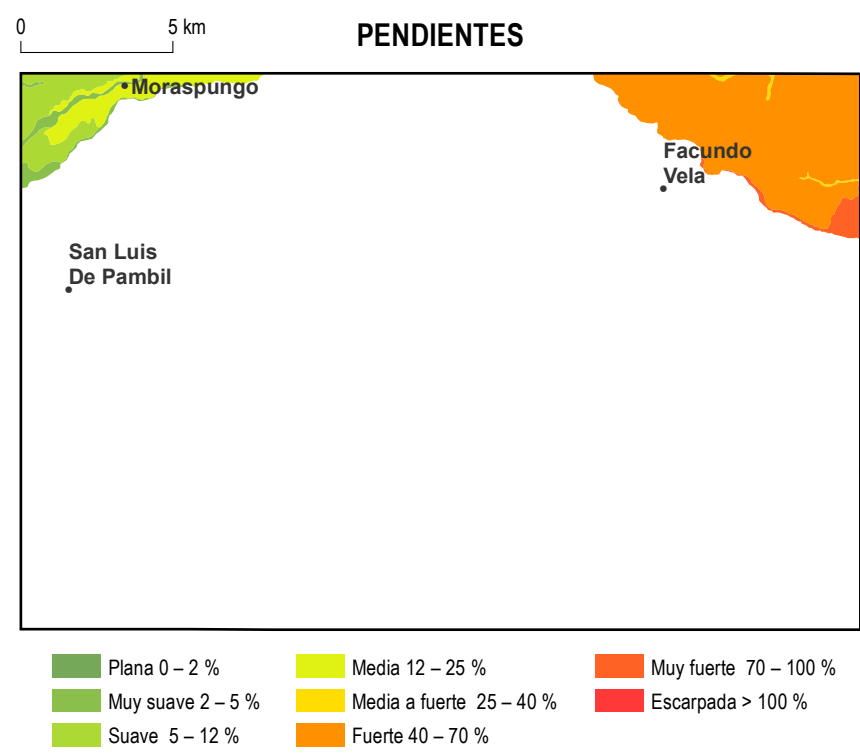 0 5 km
PENDIENTES
Moraspungo
Facundo
Vela
San Luis
De Pambil
Plana 0 – 2 %
Muy suave 2 – 5 %
Suave 5 – 12 %
Media 12 – 25 %
Media a fuerte 25 – 40 %
Fuerte 40 – 70 %
Muy fuerte 70 – 100 %
Escarpada > 100 %